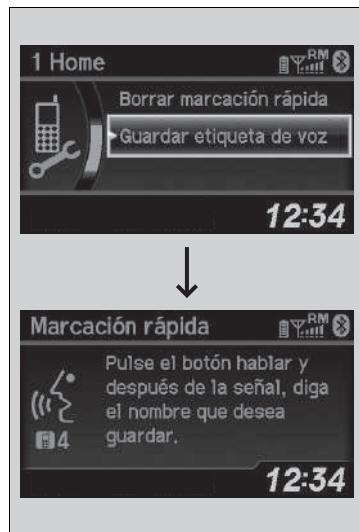 1 Home
RM
Borrar marcación rápida
Guardar etiqueta de voz
12:34
Marcación rápida
RM
Pulse el botón hablar y
después de la señal, diga
el nombre que desea
4 guardar.
12:34